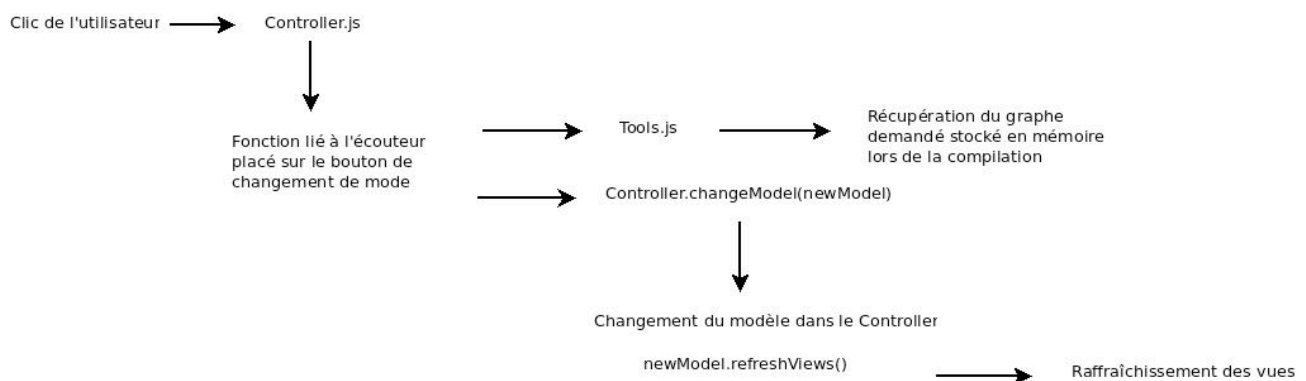 Clic de l'utilisateur
Controller.js
Fonction lié à l'écouteur
placé sur le bouton de
changement de mode
Tools.js
Récupération du graphe
demandé stocké en mémoire
lors de la compilation
Controller.changeModel(newModel)
Changement du modèle dans le Controller
newModel.refreshViews()
Raffraîchissement des vues